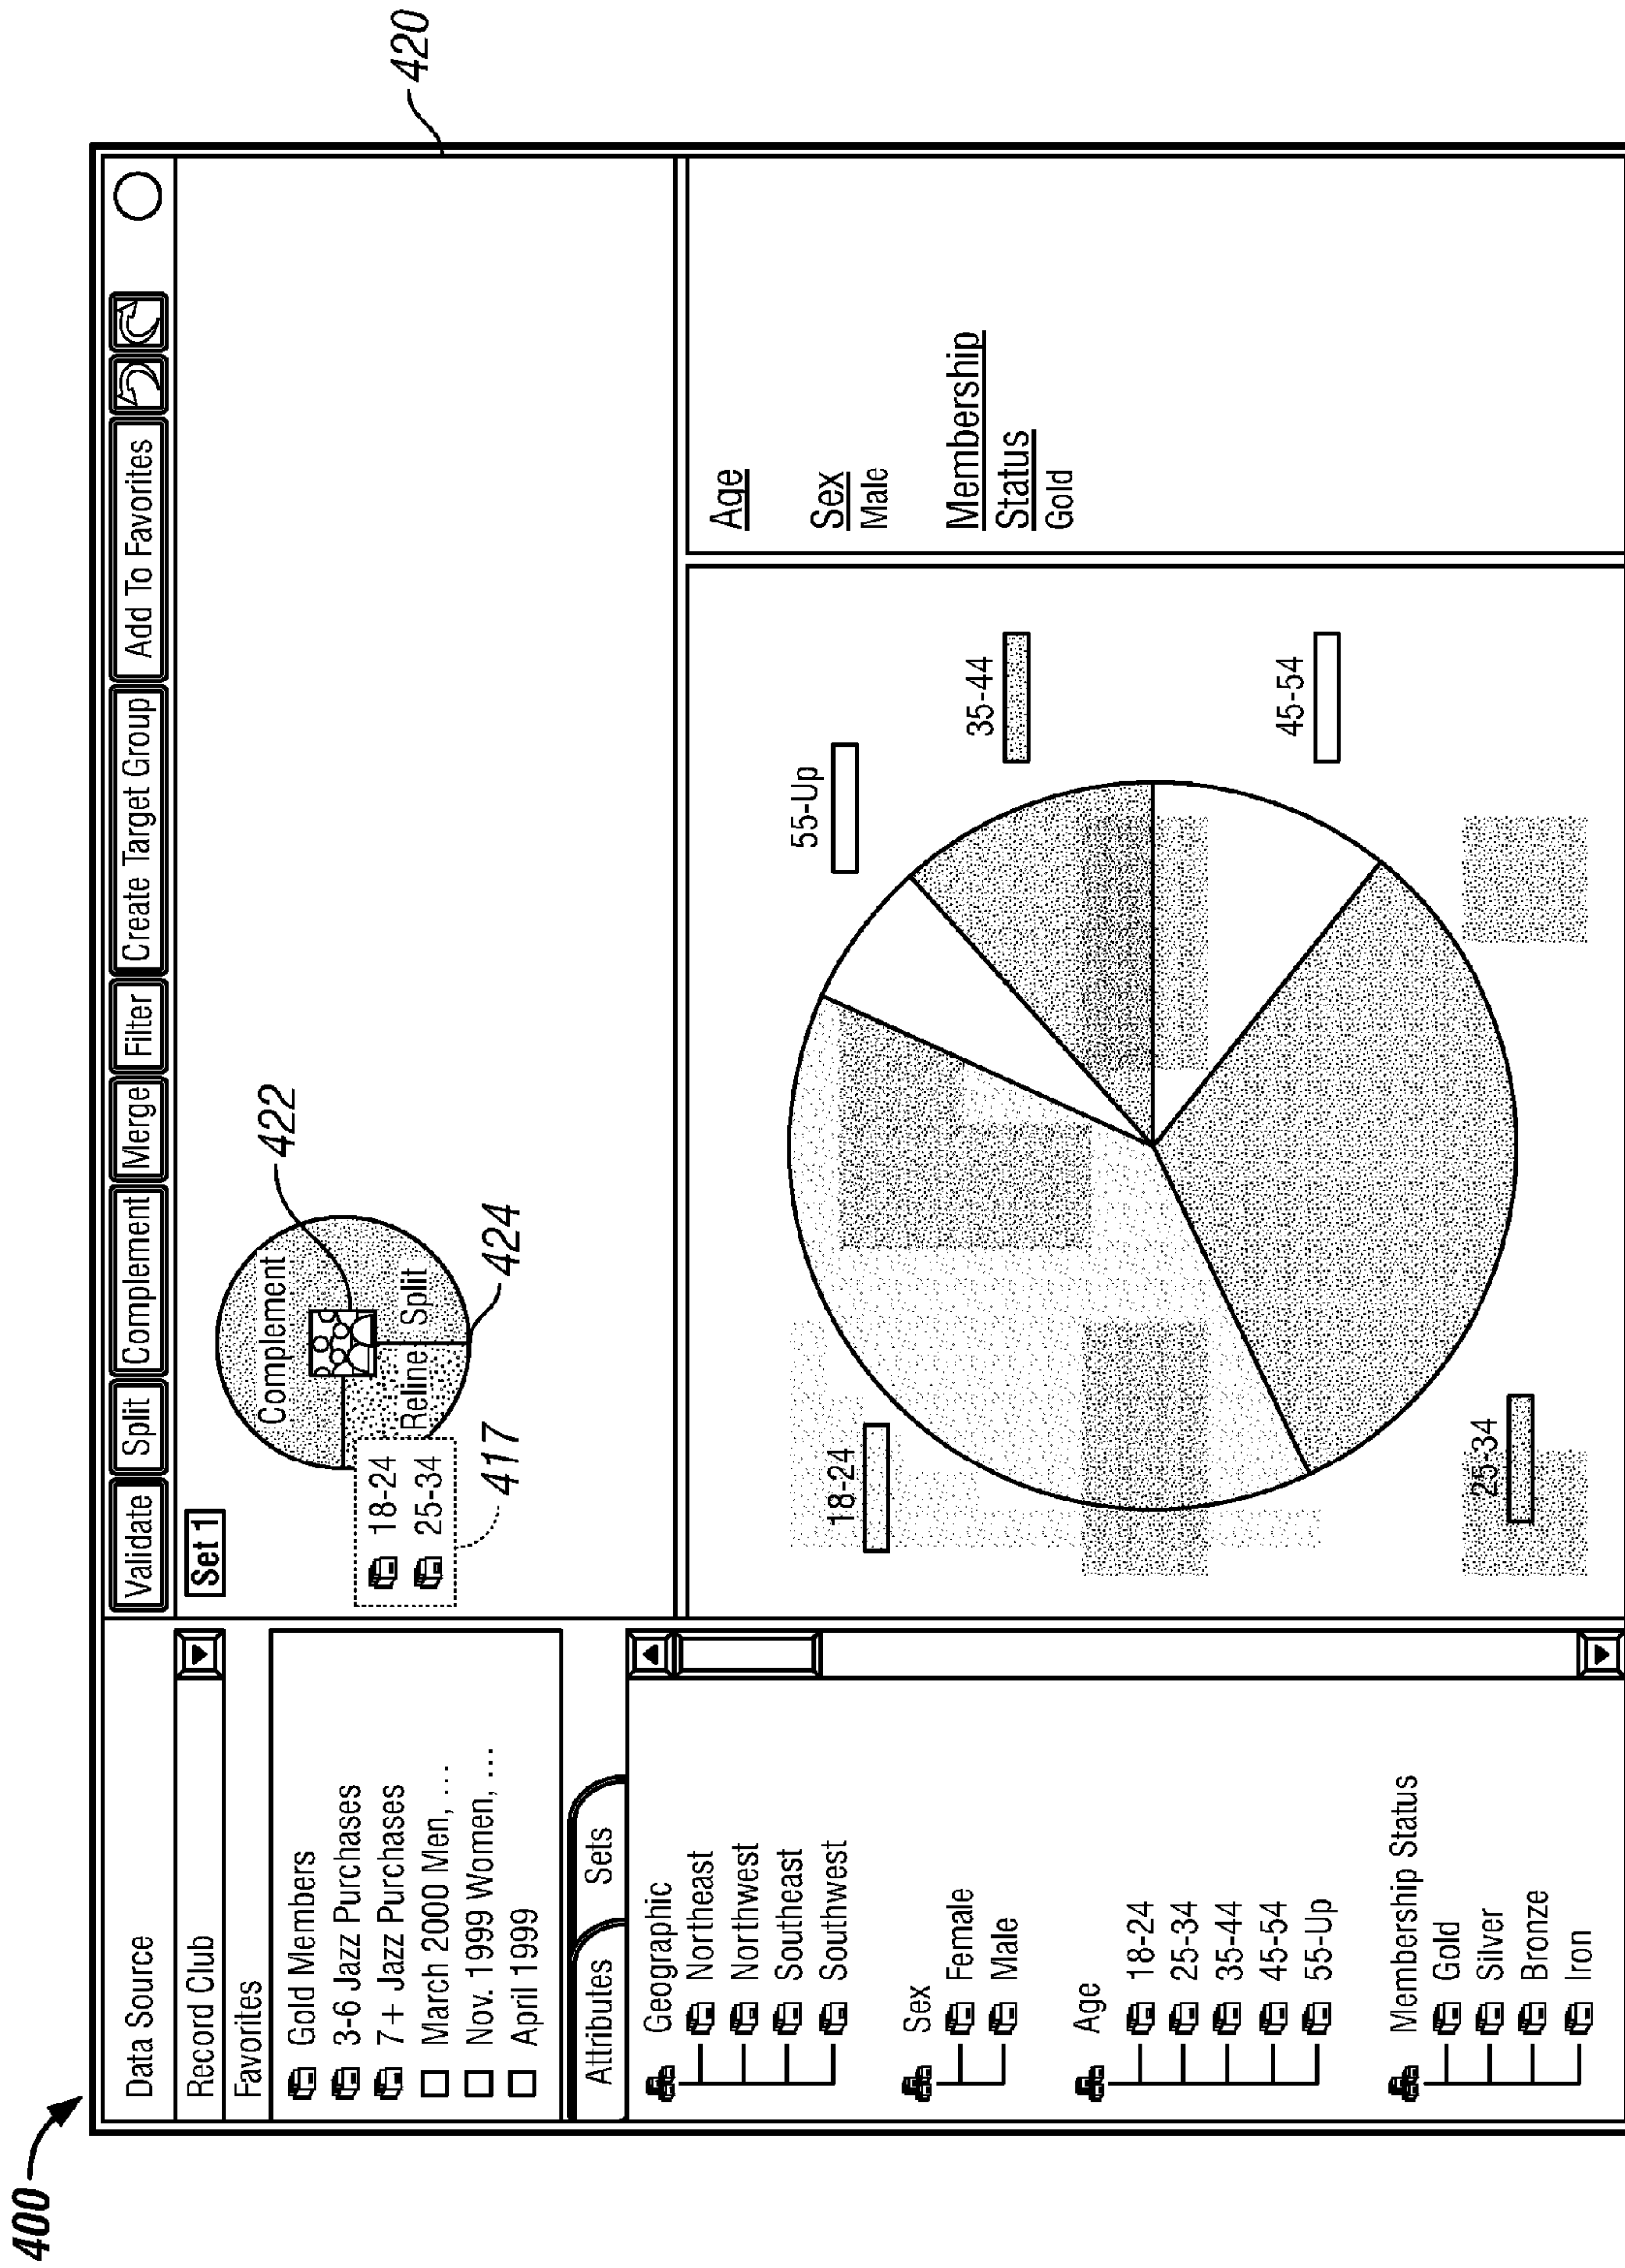 400
420
Data Source
Record Club
Favorites
Gold Members
3-6 Jazz Purchases
7+ Jazz Purchases
March 2000 Men, ...
Nov. 1999 Women, ...
April 1999
Attributes Sets
Geographic
Northeast
Northwest
Southeast
Southwest
Sex
Female
Male
Age
18-24
25-34
35-44
45-54
55-Up
Membership Status
Gold
Silver
Bronze
Iron
Validate Split Complement Merge Filter Create Target Group Add To Favorites
Set 1
Complement
422
Reline Split
424
18-24
25-34
417
18-24
55-Up
35-44
45-54
25-34
Age
Sex
Male
Membership
Status
Gold